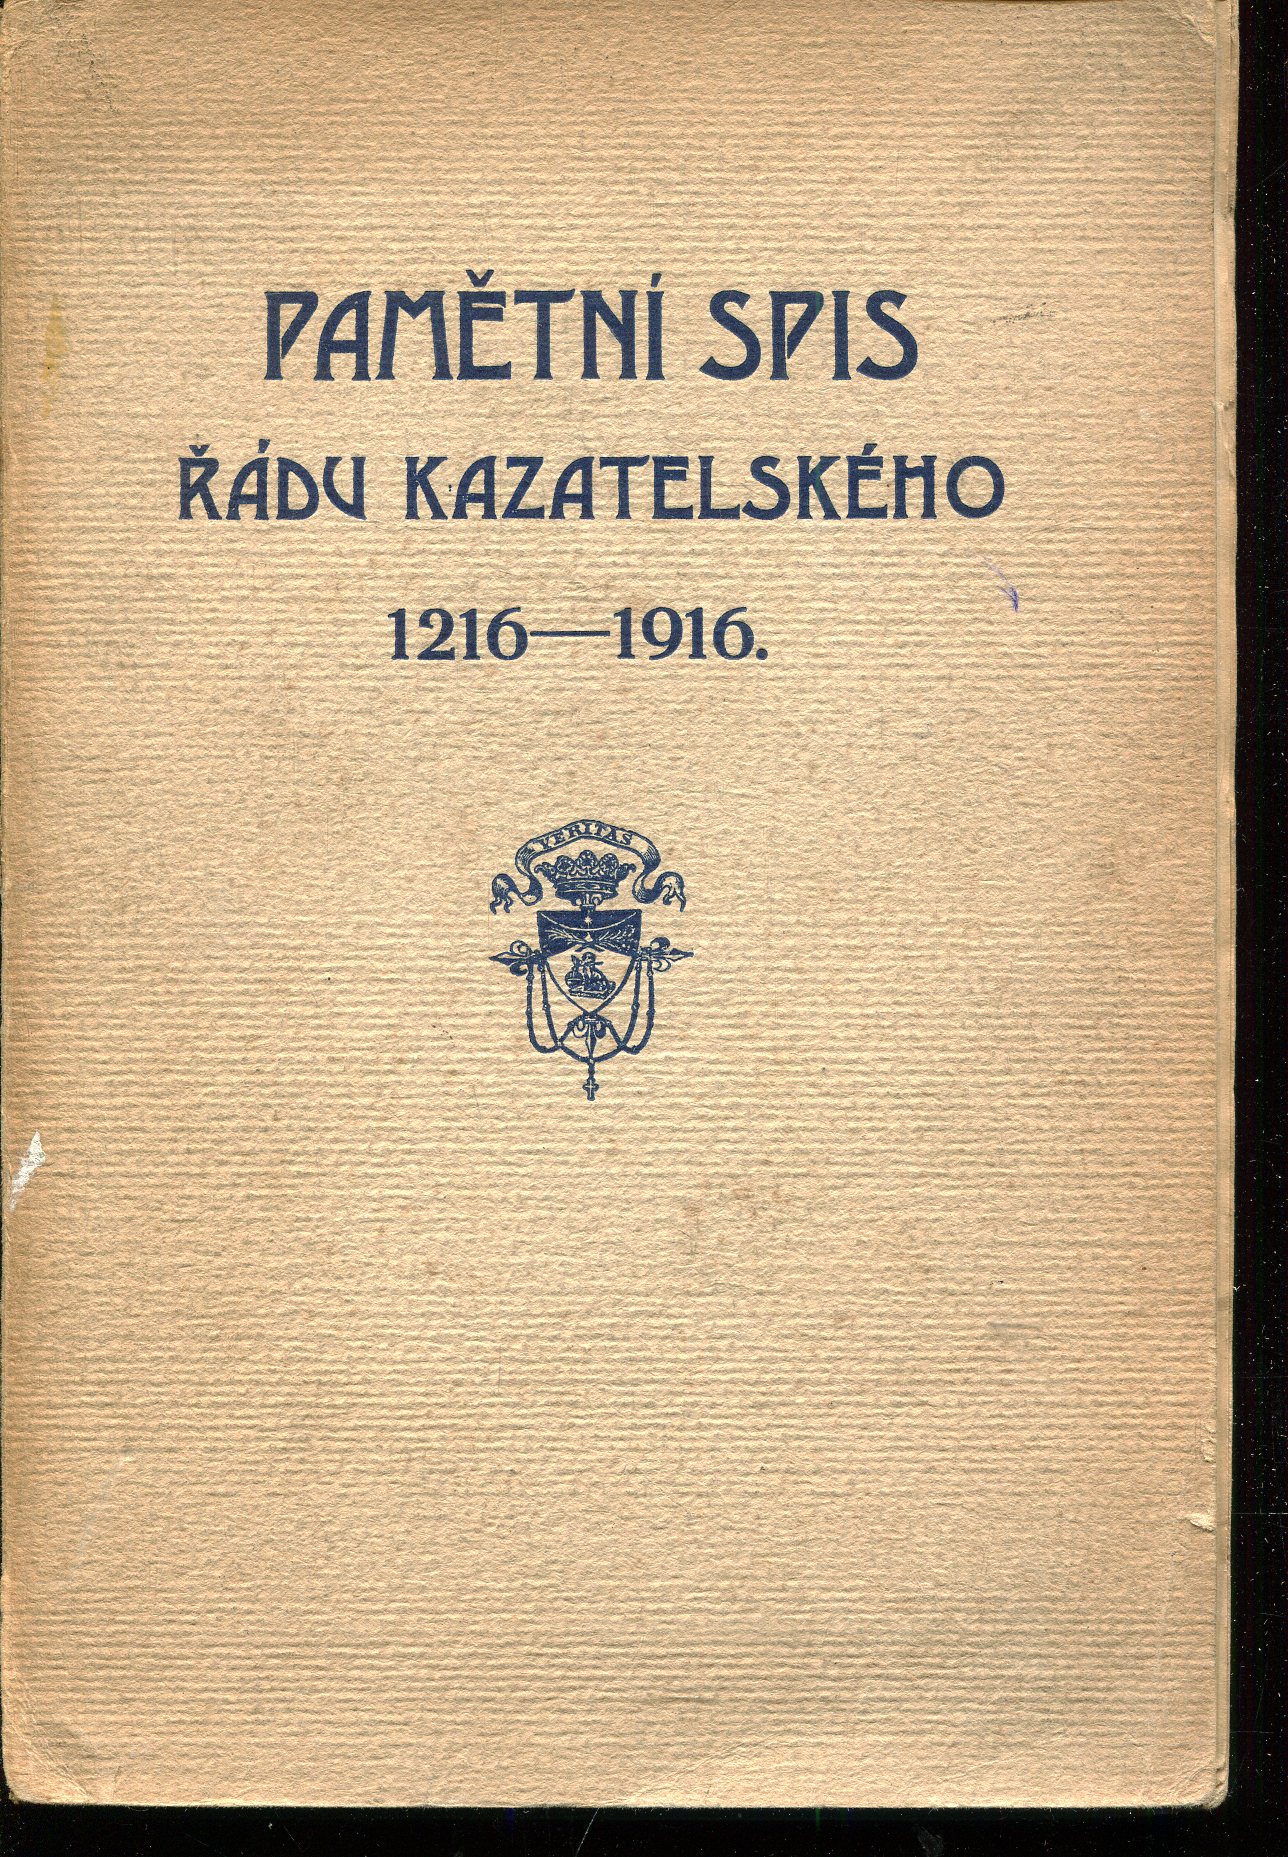 PAMĚTNÍ SPIS
ŘÁDU KAZATELSKÉHO
1216—1916.
VERITAS